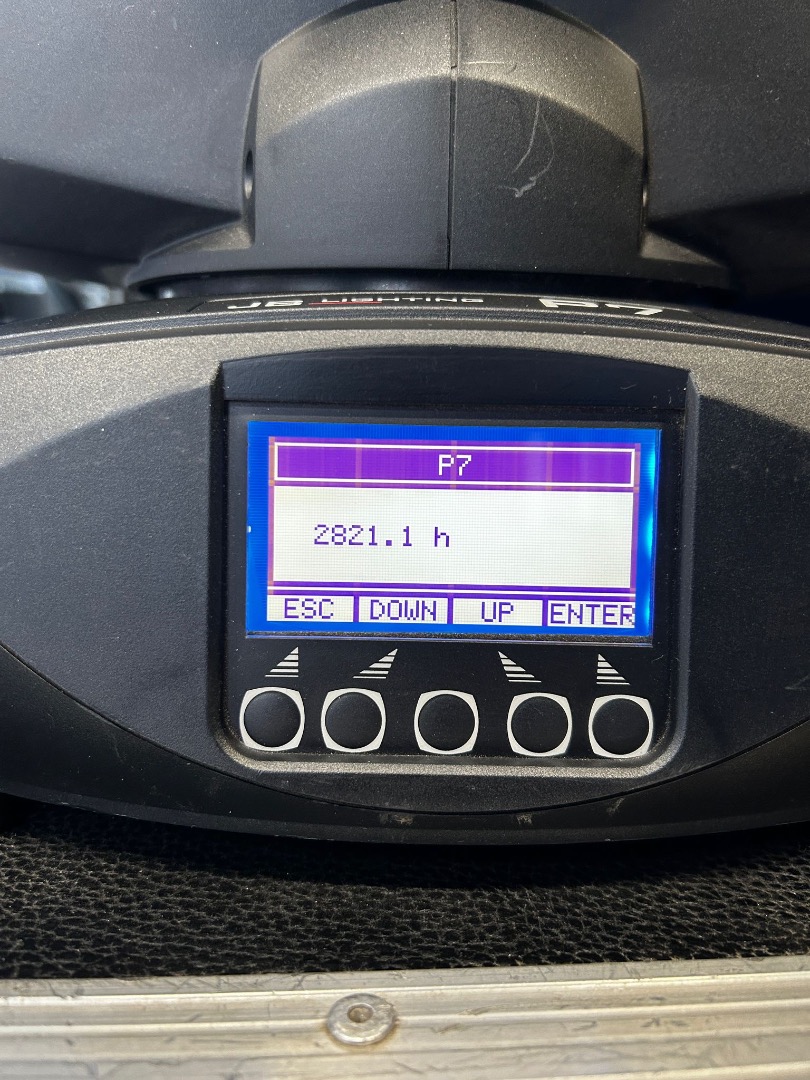 JB LIGHTING P7
P7
2821.1 h
ESC DOWN UP ENTER